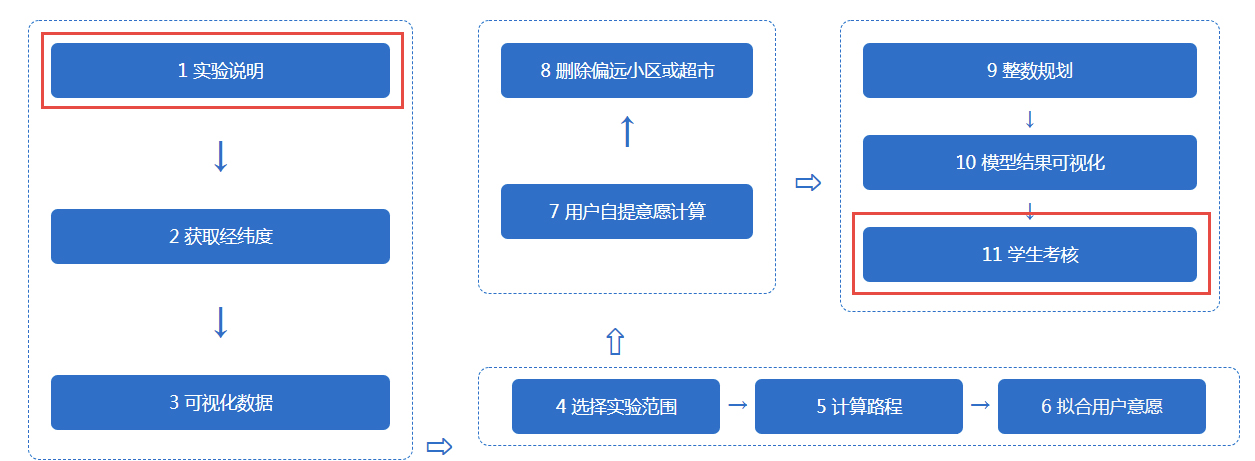 1 实验说明
2 获取经纬度
3 可视化数据
4 选择实验范围
5 计算路程
6 拟合用户意愿
7 用户自提意愿计算
8 删除偏远小区或超市
9 整数规划
10 模型结果可视化
11 学生考核